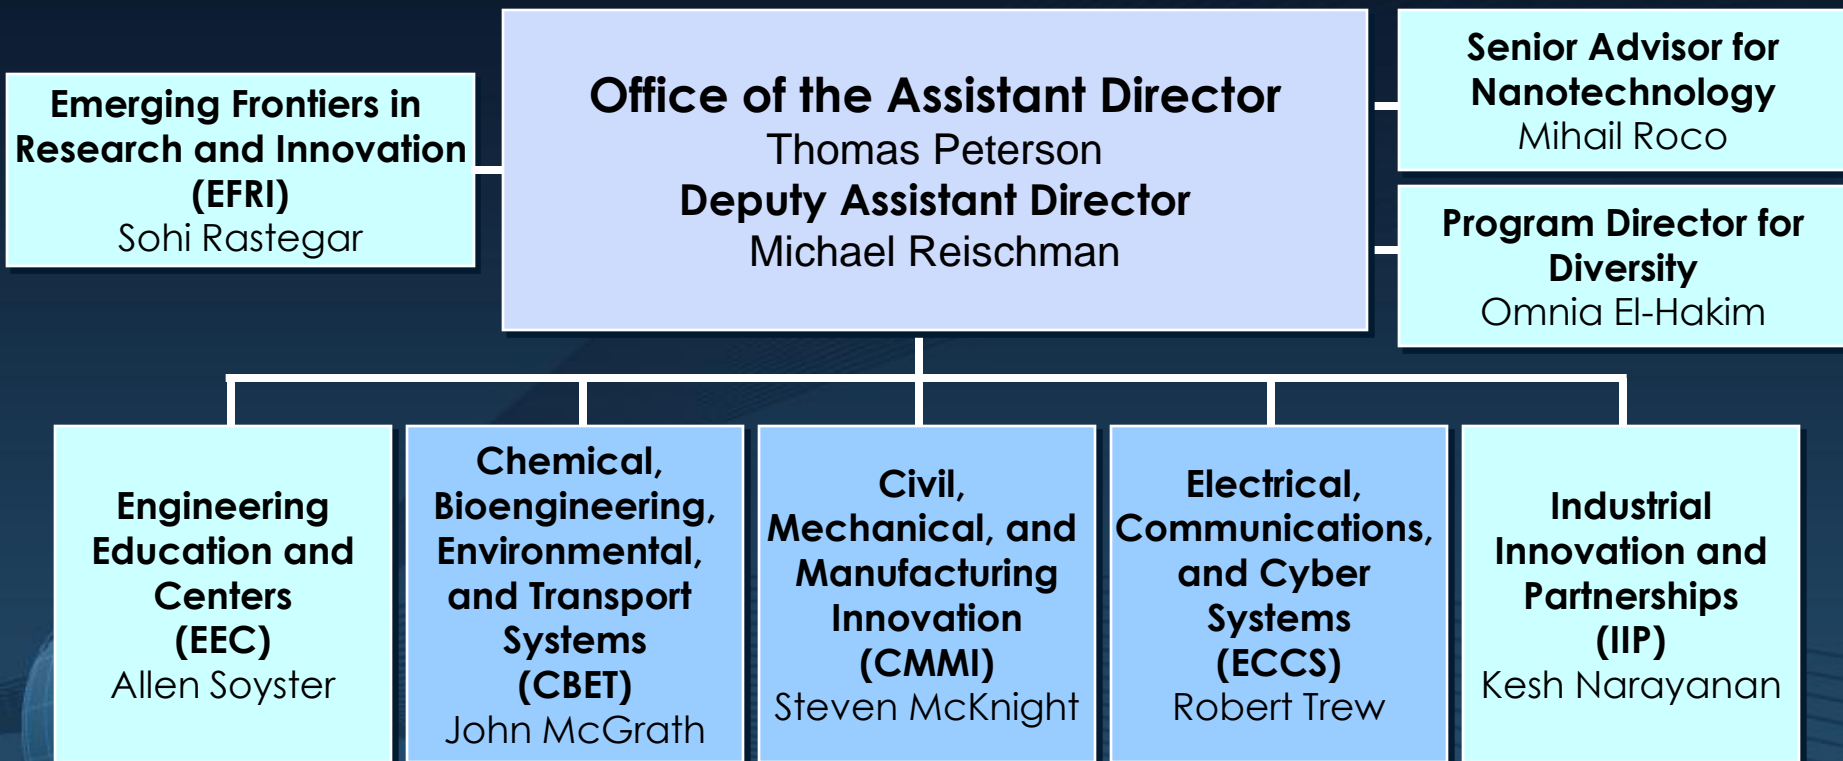 Emerging Frontiers in
Research and Innovation
(EFRI)
Sohi Rastegar
Office of the Assistant Director
Thomas Peterson
Deputy Assistant Director
Michael Reischman
Senior Advisor for
Nanotechnology
Mihail Roco
Program Director for
Diversity
Omnia El-Hakim
Engineering
Education and
Centers
(EEC)
Allen Soyster
Chemical,
Bioengineering,
Environmental,
and Transport
Systems
(CBET)
John McGrath
Civil,
Mechanical, and
Manufacturing
Innovation
(CMMI)
Steven McKnight
Electrical,
Communications,
and Cyber
Systems
(ECCS)
Robert Trew
Industrial
Innovation and
Partnerships
(IIP)
Kesh Narayanan